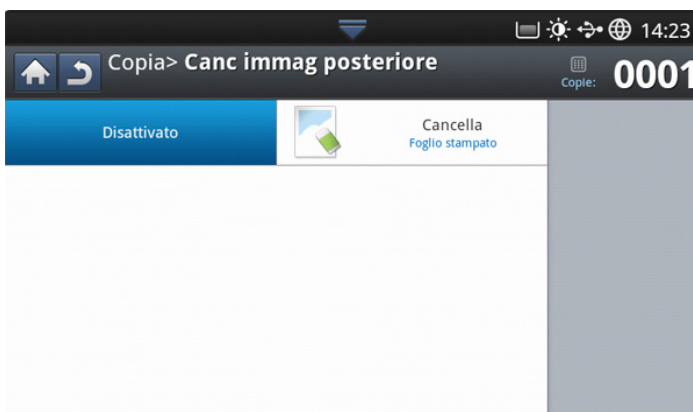 14:23
Copia> Canc immag posteriore
Copie: 0001
Disattivato
Cancella
Foglio stampato